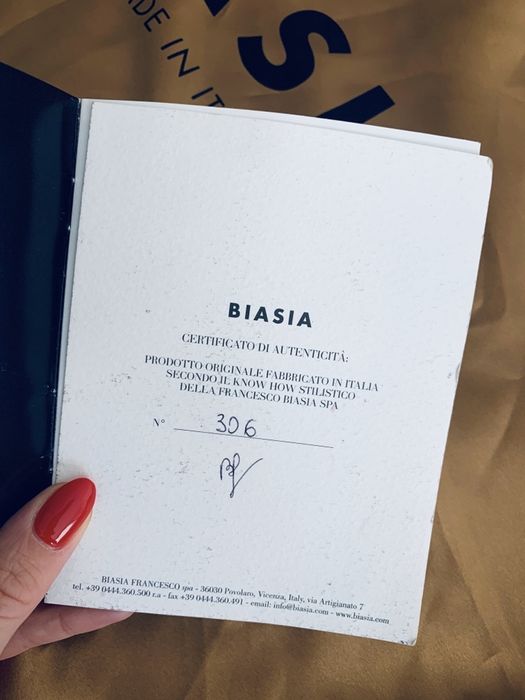 MADE IN IT
BIASIA
CERTIFICATO DI AUTENTICITÀ:
PRODOTTO ORIGINALE FABBRICATO IN ITALIA
SECONDO IL KNOW HOW STILISTICO
DELLA FRANCESCO BIASIA SPA
N° 306
BIASIA FRANCESCO spa - 36030 Povolaro, Vicenza, Italy, via Artigianato 7
tel. +39 0444.360.500 r.a - fax +39 0444.360.491 - email: info@biasia.com - www.biasia.com